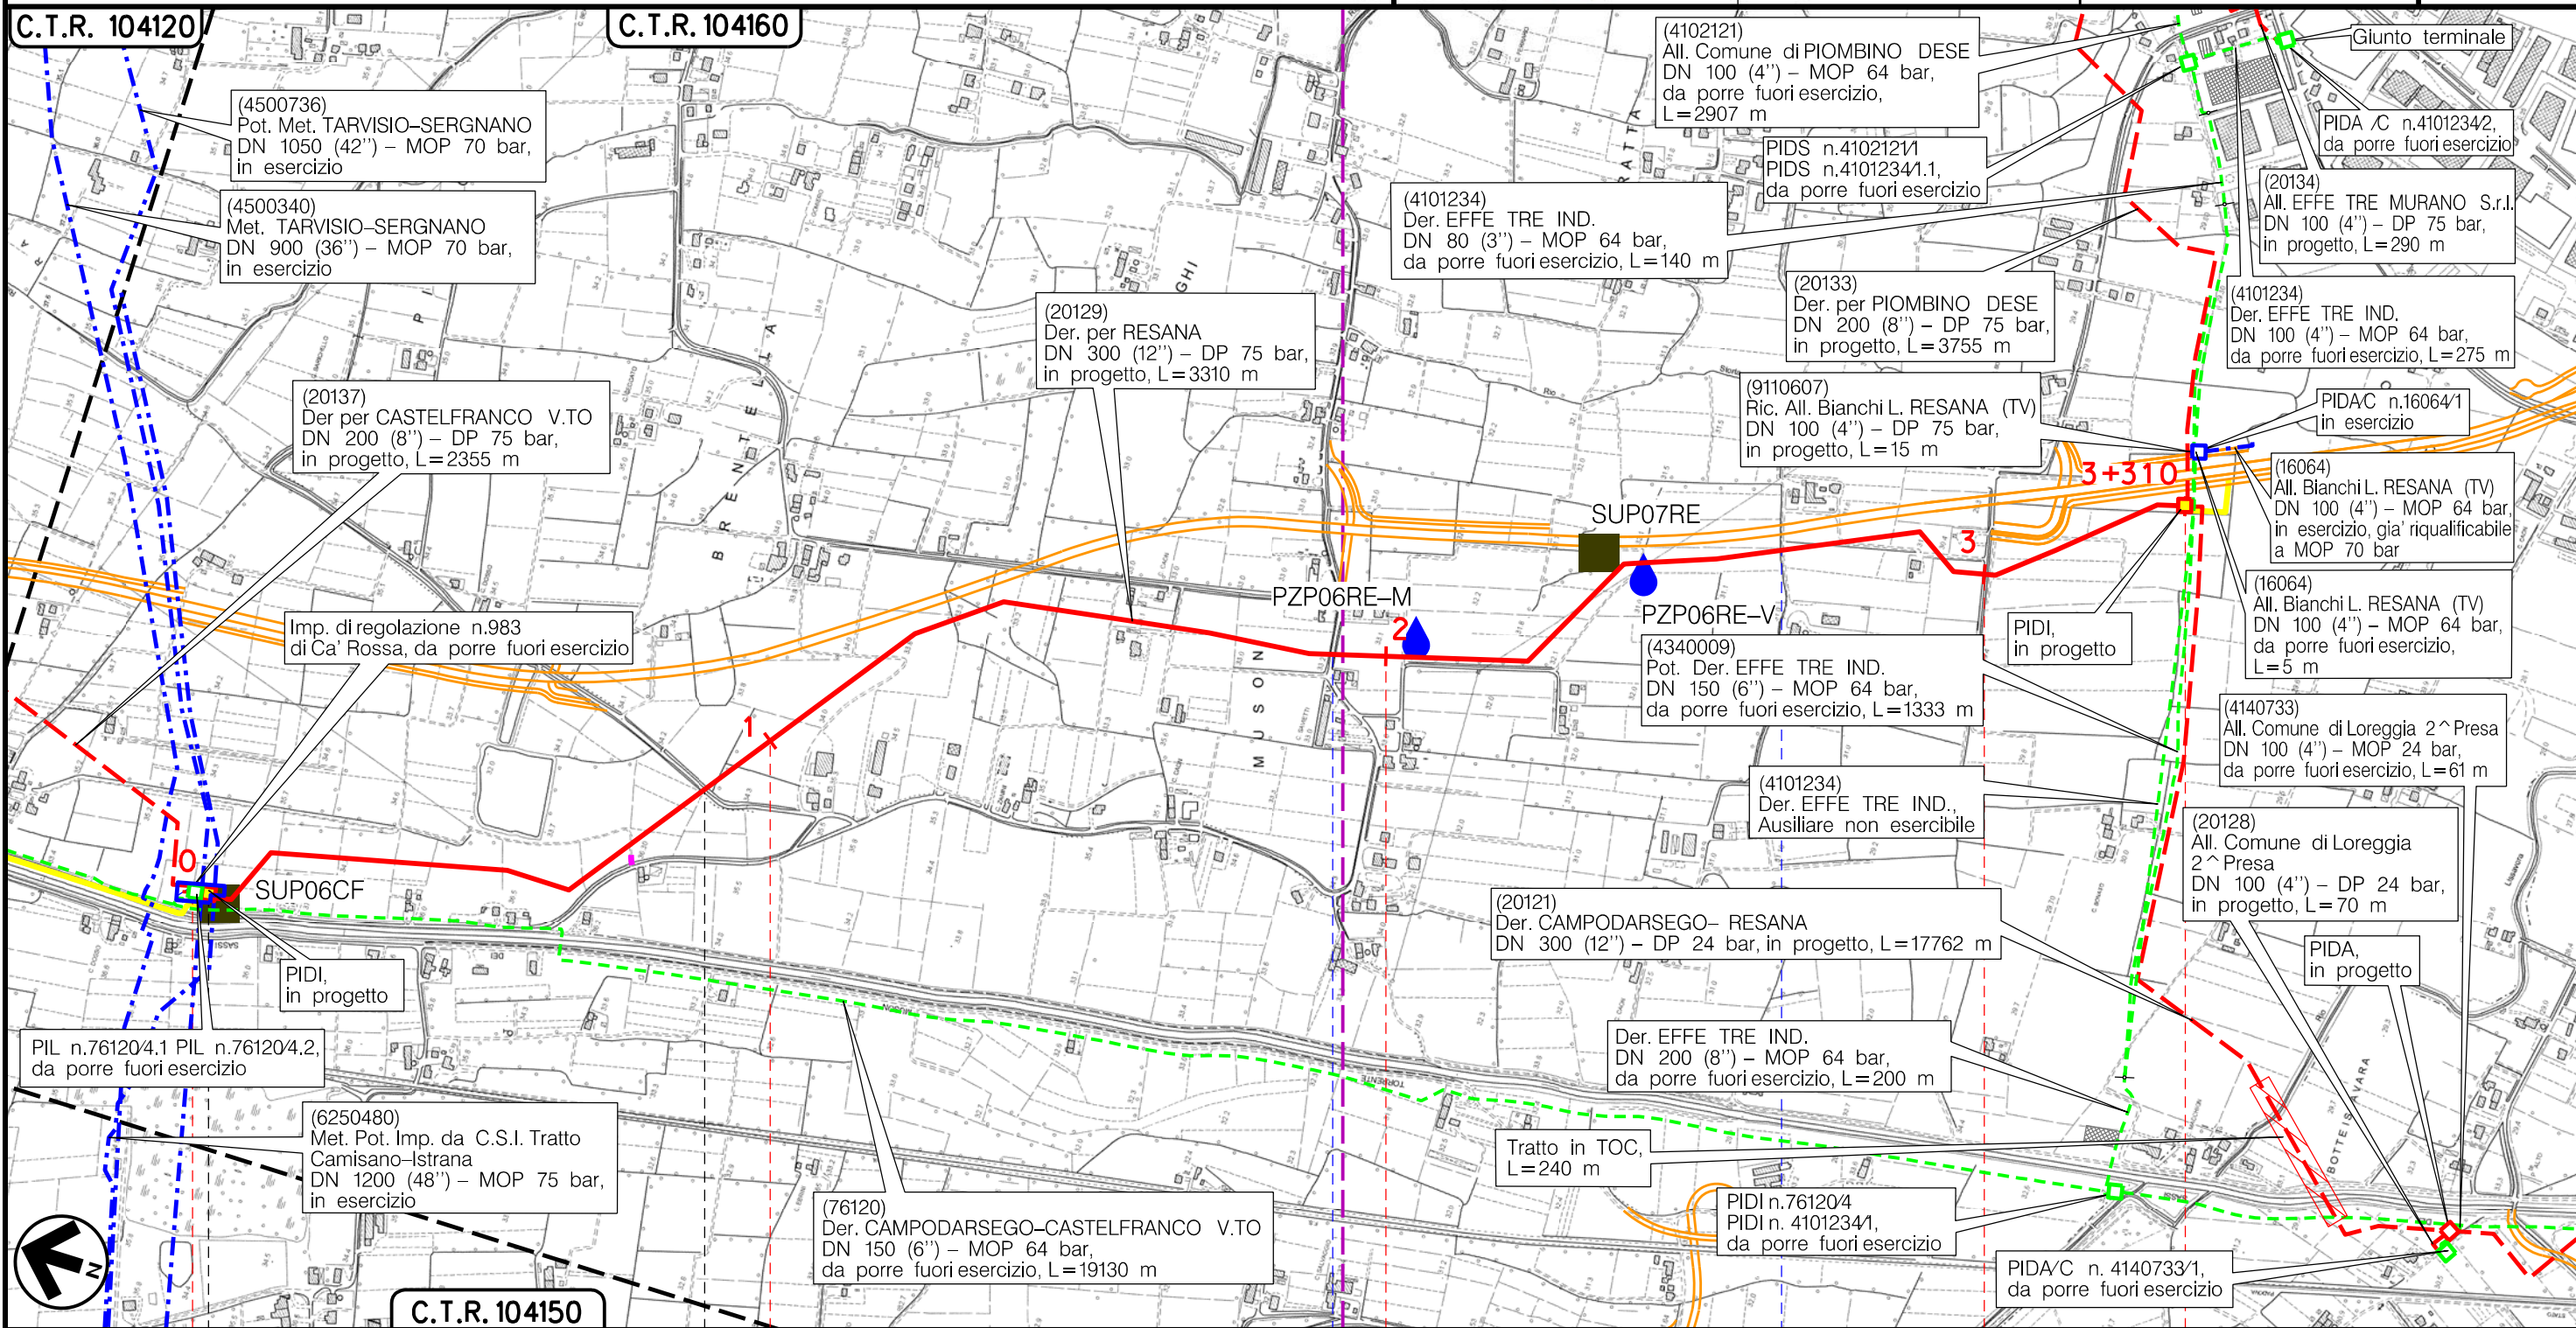 C.T.R. 104120
C.T.R. 104160
(4500736)
Pot. Met. TARVISIO–SERGNANO
DN 1050 (42'') – MOP 70 bar,
in esercizio
(4500340)
Met. TARVISIO–SERGNANO
DN 900 (36'') – MOP 70 bar,
in esercizio
(20137)
Der per CASTELFRANCO V.TO
DN 200 (8'') – DP 75 bar,
in progetto, L=2355 m
Imp. di regolazione n.983
di Ca' Rossa, da porre fuori esercizio
(20129)
Der. per RESANA
DN 300 (12'') – DP 75 bar,
in progetto, L=3310 m
(4102121)
All. Comune di PIOMBINO DESE
DN 100 (4'') – MOP 64 bar,
da porre fuori esercizio,
L=2907 m
Giunto terminale
PIDS n.4102121/1
PIDS n.4101234/1.1,
da porre fuori esercizio
PIDA /C n.4101234/2,
da porre fuori esercizio
(4101234)
Der. EFFE TRE IND.
DN 80 (3'') – MOP 64 bar,
da porre fuori esercizio, L=140 m
(20134)
All. EFFE TRE MURANO S.r.l.
DN 100 (4'') – DP 75 bar,
in progetto, L=290 m
(20133)
Der. per PIOMBINO DESE
DN 200 (8'') – DP 75 bar,
in progetto, L=3755 m
(4101234)
Der. EFFE TRE IND.
DN 100 (4'') – MOP 64 bar,
da porre fuori esercizio, L=275 m
(9110607)
Ric. All. Bianchi L. RESANA (TV)
DN 100 (4'') – DP 75 bar,
in progetto, L=15 m
PIDA/C n.16064/1
in esercizio
3+310
(16064)
All. Bianchi L. RESANA (TV)
DN 100 (4'') – MOP 64 bar,
in esercizio, gia' riqualificabile
a MOP 70 bar
SUP07RE
3
PZP06RE–M
2
PZP06RE–V
(16064)
All. Bianchi L. RESANA (TV)
DN 100 (4'') – MOP 64 bar,
da porre fuori esercizio,
L=5 m
PIDI,
in progetto
(4340009)
Pot. Der. EFFE TRE IND.
DN 150 (6'') – MOP 64 bar,
da porre fuori esercizio, L=1333 m
1
(4140733)
All. Comune di Loreggia 2^Presa
DN 100 (4'') – MOP 24 bar,
da porre fuori esercizio, L=61 m
(4101234)
Der. EFFE TRE IND.,
Ausiliare non esercibile
(20128)
All. Comune di Loreggia
2^Presa
DN 100 (4'') – DP 24 bar,
in progetto, L=70 m
0
SUP06CF
(20121)
Der. CAMPODARSEGO– RESANA
DN 300 (12'') – DP 24 bar, in progetto, L=17762 m
PIDA,
in progetto
PIDI,
in progetto
PIL n.76120/4.1 PIL n.76120/4.2,
da porre fuori esercizio
Der. EFFE TRE IND.
DN 200 (8'') – MOP 64 bar,
da porre fuori esercizio, L=200 m
(6250480)
Met. Pot. Imp. da C.S.I. Tratto
Camisano–Istrana
DN 1200 (48'') – MOP 75 bar,
in esercizio
Tratto in TOC,
L=240 m
(76120)
Der. CAMPODARSEGO–CASTELFRANCO V.TO
DN 150 (6'') – MOP 64 bar,
da porre fuori esercizio, L=19130 m
PIDI n.76120/4
PIDI n. 4101234/1,
da porre fuori esercizio
PIDA/C n. 4140733/1,
da porre fuori esercizio
N
C.T.R. 104150
BRENTELLA
MUSON
TORRENTE
MUSON
SASSI
BOTTE IS
VARA